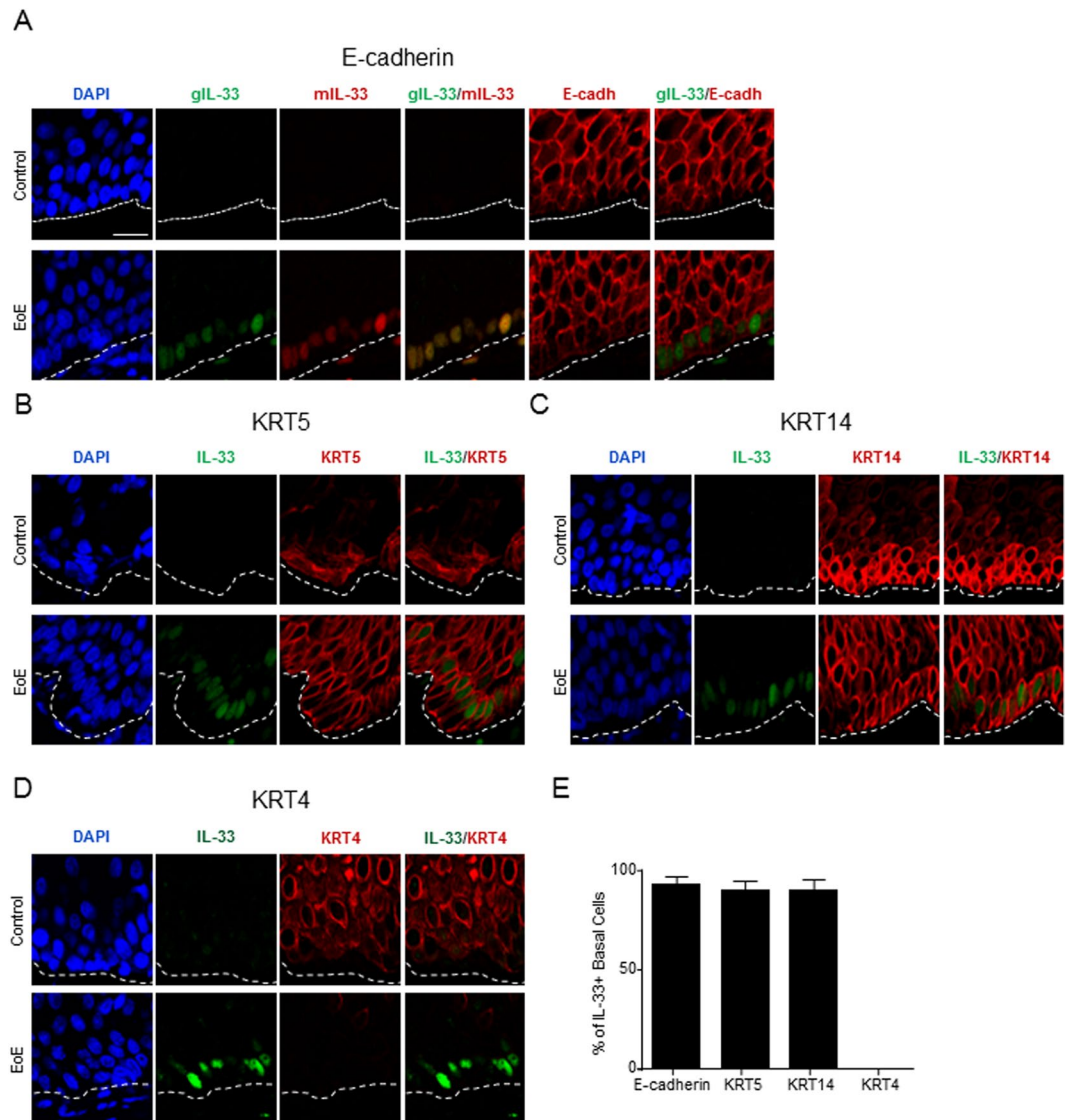 A
E-cadherin
DAPI gIL-33 mIL-33 gIL-33/mIL-33 E-cadh gIL-33/E-cadh
Control
EoE
B
KRT5
DAPI IL-33 KRT5 IL-33/KRT5
Control
EoE
C
KRT14
DAPI IL-33 KRT14 IL-33/KRT14
Control
EoE
D
KRT4
DAPI IL-33 KRT4 IL-33/KRT4
Control
EoE
E
% of IL-33+ Basal Cells
100
50
0
E-cadherin KRT5 KRT14 KRT4